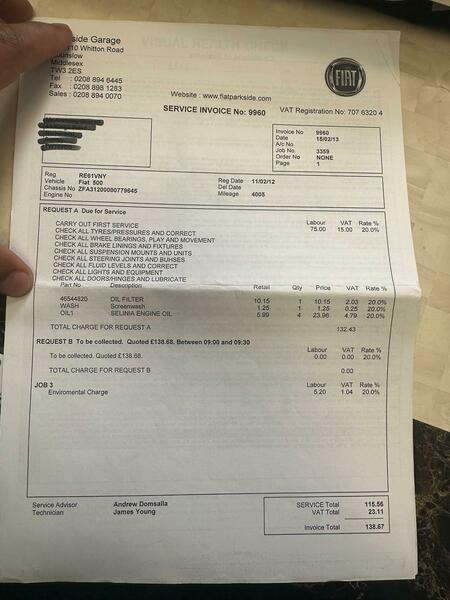 side Garage
10 Whitton Road
ounslow
Middlesex
TW3 2ES
Tel : 0208 894 6445
Fax : 0208 898 1283
Sales : 0208 894 0070
Website : www.fiatparkside.com
FIAT
SERVICE INVOICE No: 9960
VAT Registration No: 707 6320 4
Invoice No 9960
Date 15/02/13
A/c No
Job No. 3359
Order No NONE
Page 1
Reg RE61VNY Reg Date 11/02/12
Vehicle Fiat 500 Del Date
Chassis No ZFA31200000779645 Mileage 4005
Engine No
REQUEST A Due for Service
Labour VAT Rate %
CARRY OUT FIRST SERVICE 75.00 15.00 20.0%
CHECK ALL TYRES/PRESSURES AND CORRECT
CHECK ALL WHEEL BEARINGS, PLAY AND MOVEMENT
CHECK ALL BRAKE LININGS AND FIXTURES
CHECK ALL SUSPENSION MOUNTS AND UNITS
CHECK ALL STEERING JOINTS AND BUHSES
CHECK ALL FLUID LEVELS AND CORRECT
CHECK ALL LIGHTS AND EQUIPMENT
CHECK ALL DOORSHINGES AND LUBRICATE
Part No Description Retail Qty Price VAT Rate %
46544820 OIL FILTER 10.15 1 10.15 2.03 20.0%
WASH Screenwash 1.25 1 1.25 0.25 20.0%
OIL1 SELINIA ENGINE OIL 5.99 4 23.96 4.79 20.0%
TOTAL CHARGE FOR REQUEST A 132.43
REQUEST B To be collected. Quoted £138.68. Between 09:00 and 09:30
Labour VAT Rate %
To be collected. Quoted £138.68. 0.00 0.00 20.0%
TOTAL CHARGE FOR REQUEST B 0.00
JOB 3 Labour VAT Rate %
Enviromental Charge 5.20 1.04 20.0%
Service Advisor Andrew Domsalla
Technician James Young
SERVICE Total 115.56
VAT Total 23.11
Invoice Total 138.67